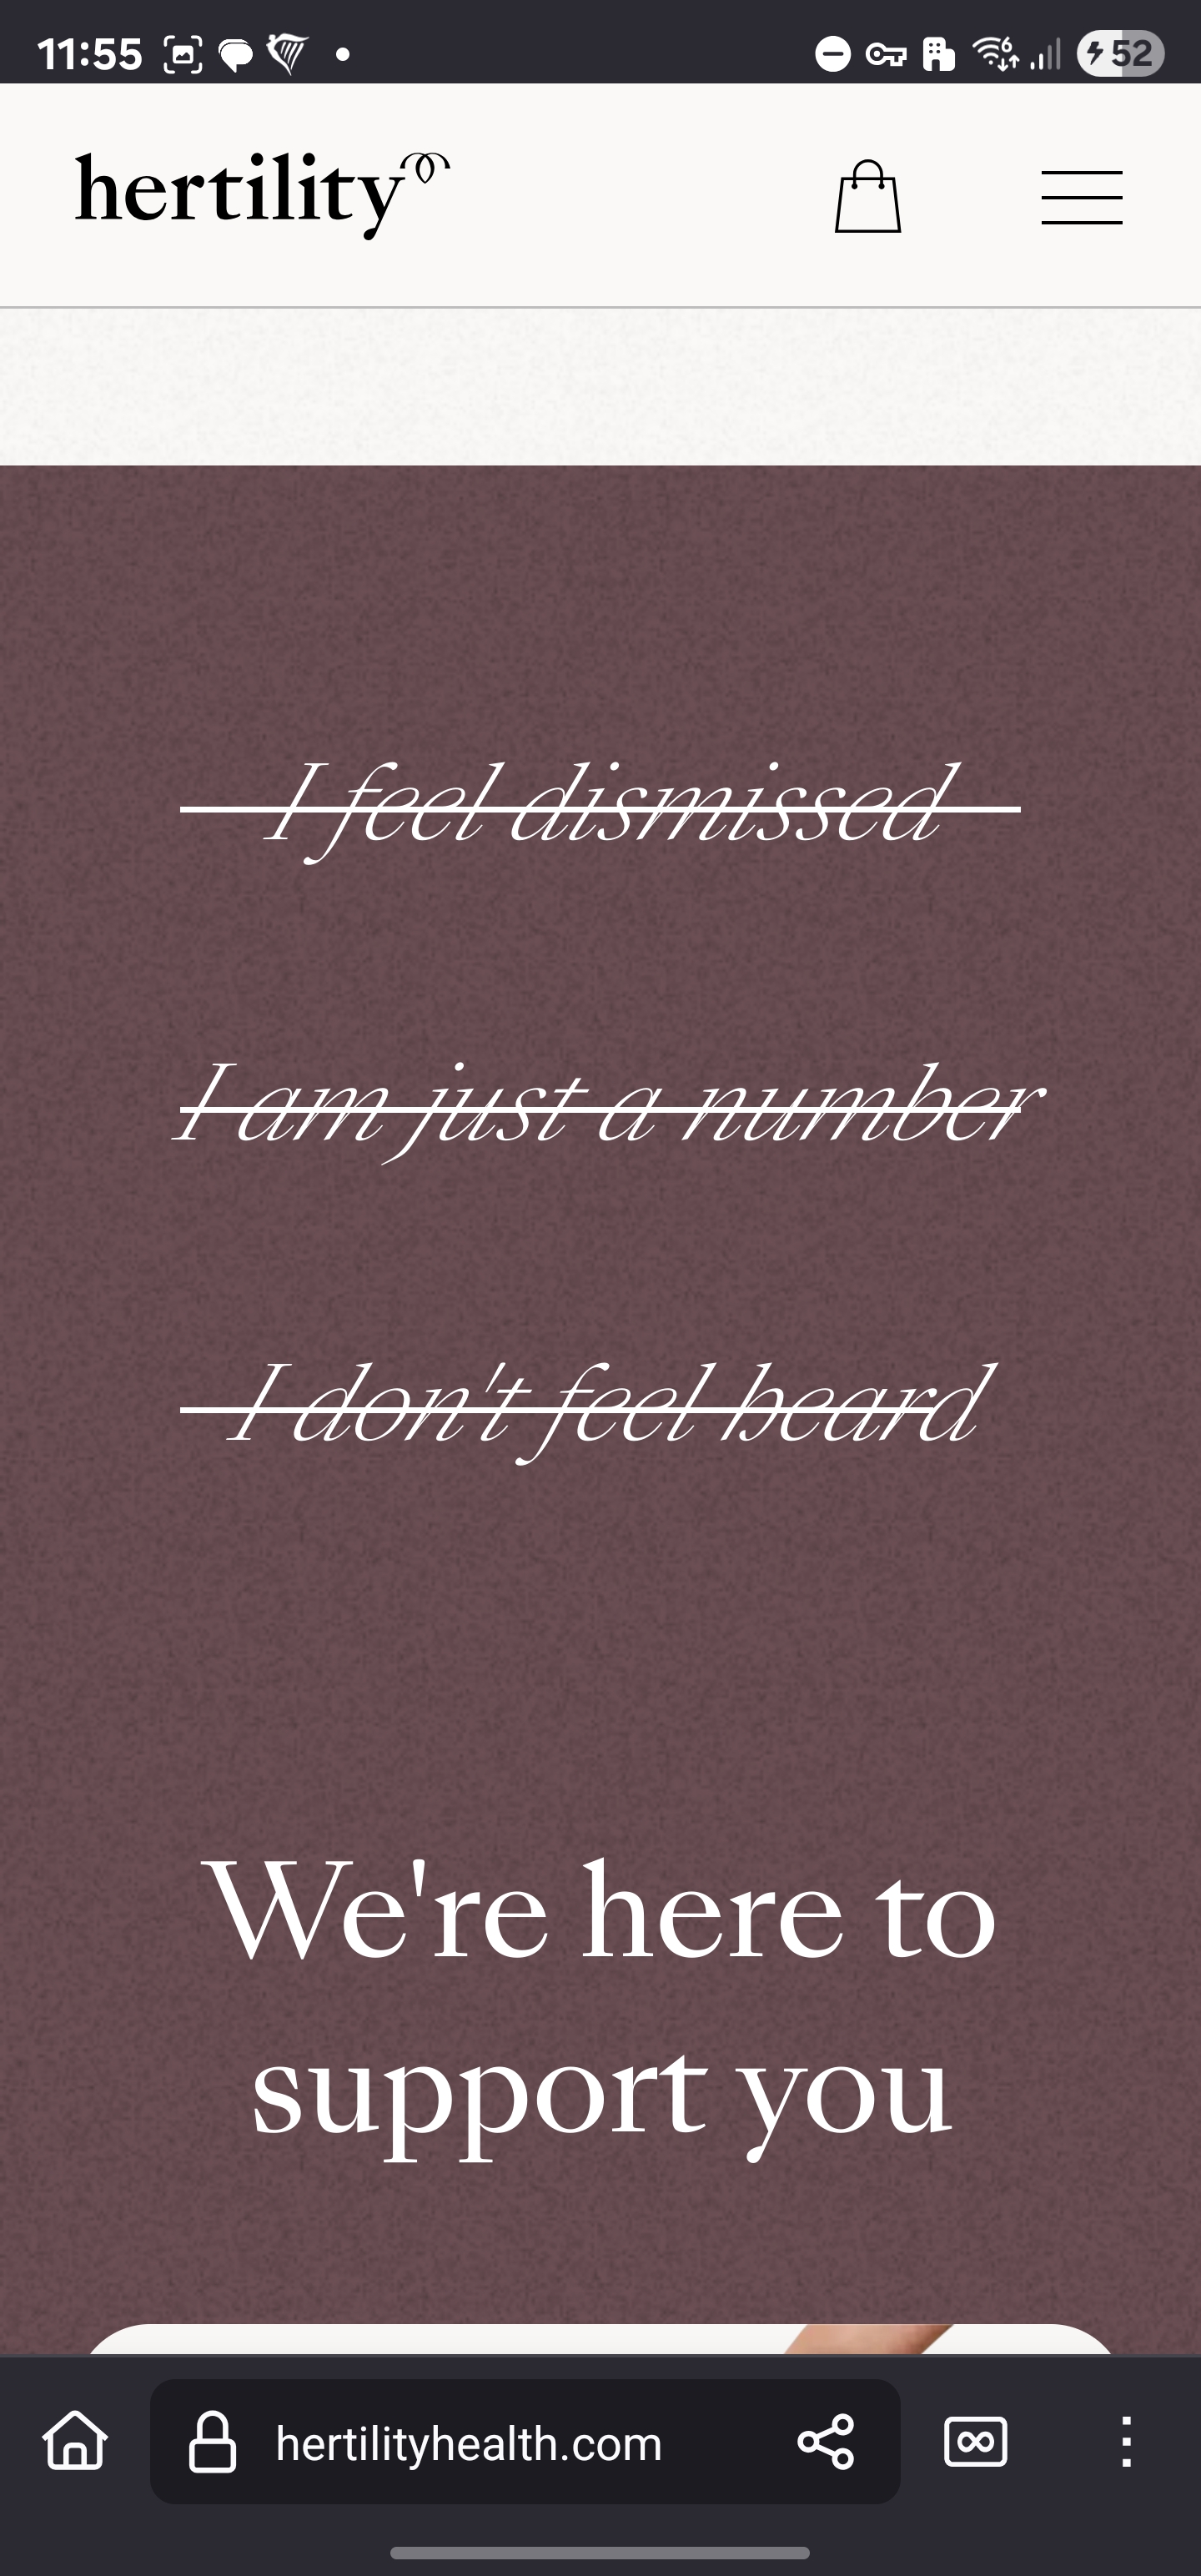 11:55
52
hertility
I feel dismissed
I am just a number
I don't feel heard
We're here to
support you
hertilityhealth.com